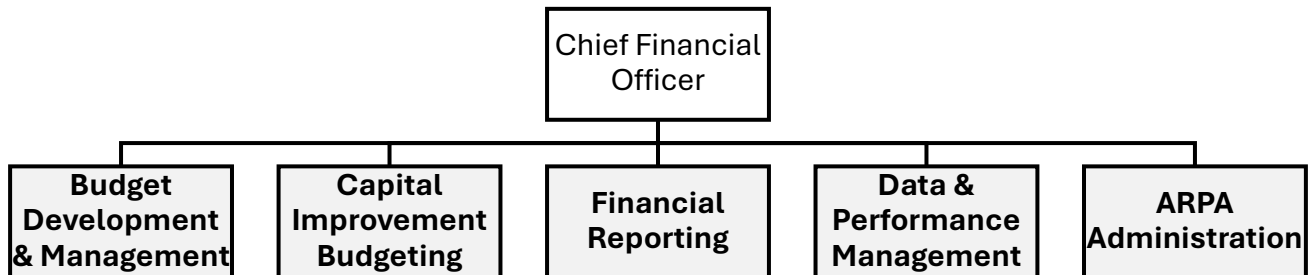 Chief Financial
Officer
Budget
Development
& Management
Capital
Improvement
Budgeting
Financial
Reporting
Data &
Performance
Management
ARPA
Administration